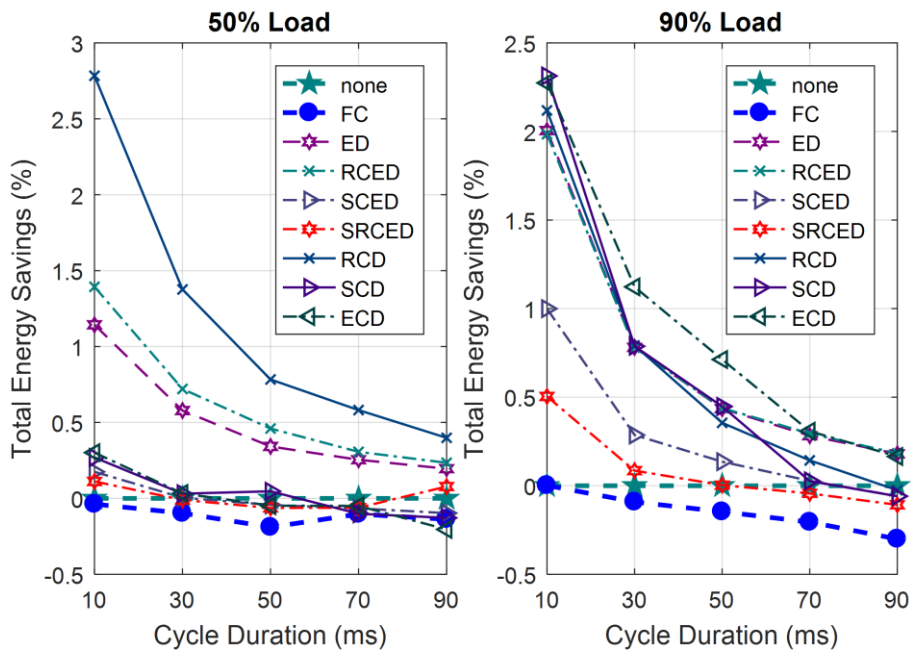 50% Load
3
2.5
2
1.5
1
0.5
0
-0.5
Total Energy Savings (%)
none
FC
ED
RCED
SCED
SRCED
RCD
SCD
ECD
10 30 50 70 90
Cycle Duration (ms)
90% Load
2.5
2
1.5
1
0.5
0
-0.5
Total Energy Savings (%)
none
FC
ED
RCED
SCED
SRCED
RCD
SCD
ECD
10 30 50 70 90
Cycle Duration (ms)